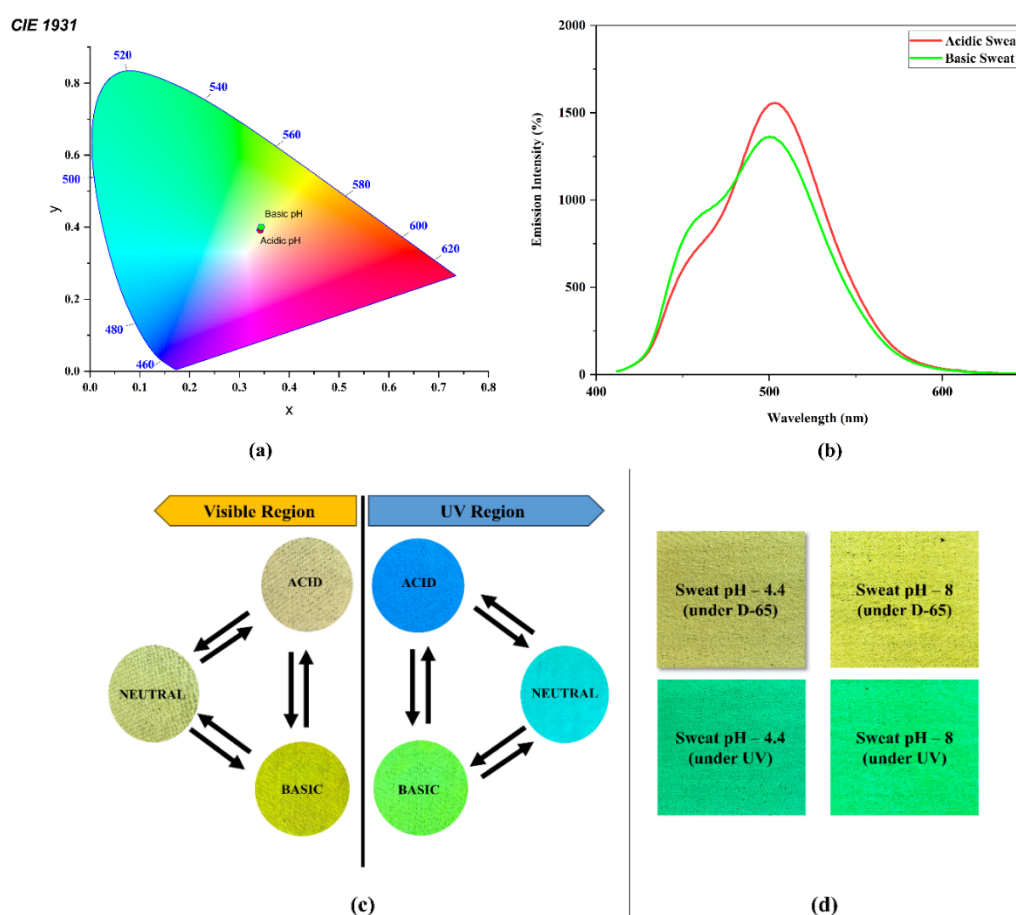 CIE 1931
520
540
560
580
600
620
500
480
460
Basic pH
Acidic pH
y
0.8
0.6
0.4
0.2
0.0
0.0 0.1 0.2 0.3 0.4 0.5 0.6 0.7 0.8
x
(a)
Acidic Sweat
Basic Sweat
Emission Intensity (%)
2000
1500
1000
500
0
400 500 600
Wavelength (nm)
(b)
Visible Region
UV Region
ACID
NEUTRAL
BASIC
ACID
NEUTRAL
BASIC
(c)
Sweat pH – 4.4
(under D-65)
Sweat pH – 8
(under D-65)
Sweat pH – 4.4
(under UV)
Sweat pH – 8
(under UV)
(d)